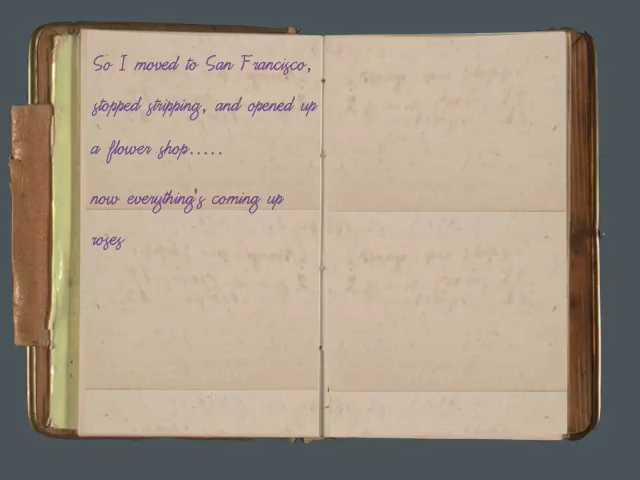 So I moved to San Francisco,
stopped stripping, and opened up
a flower shop.....
now everything's coming up
roses